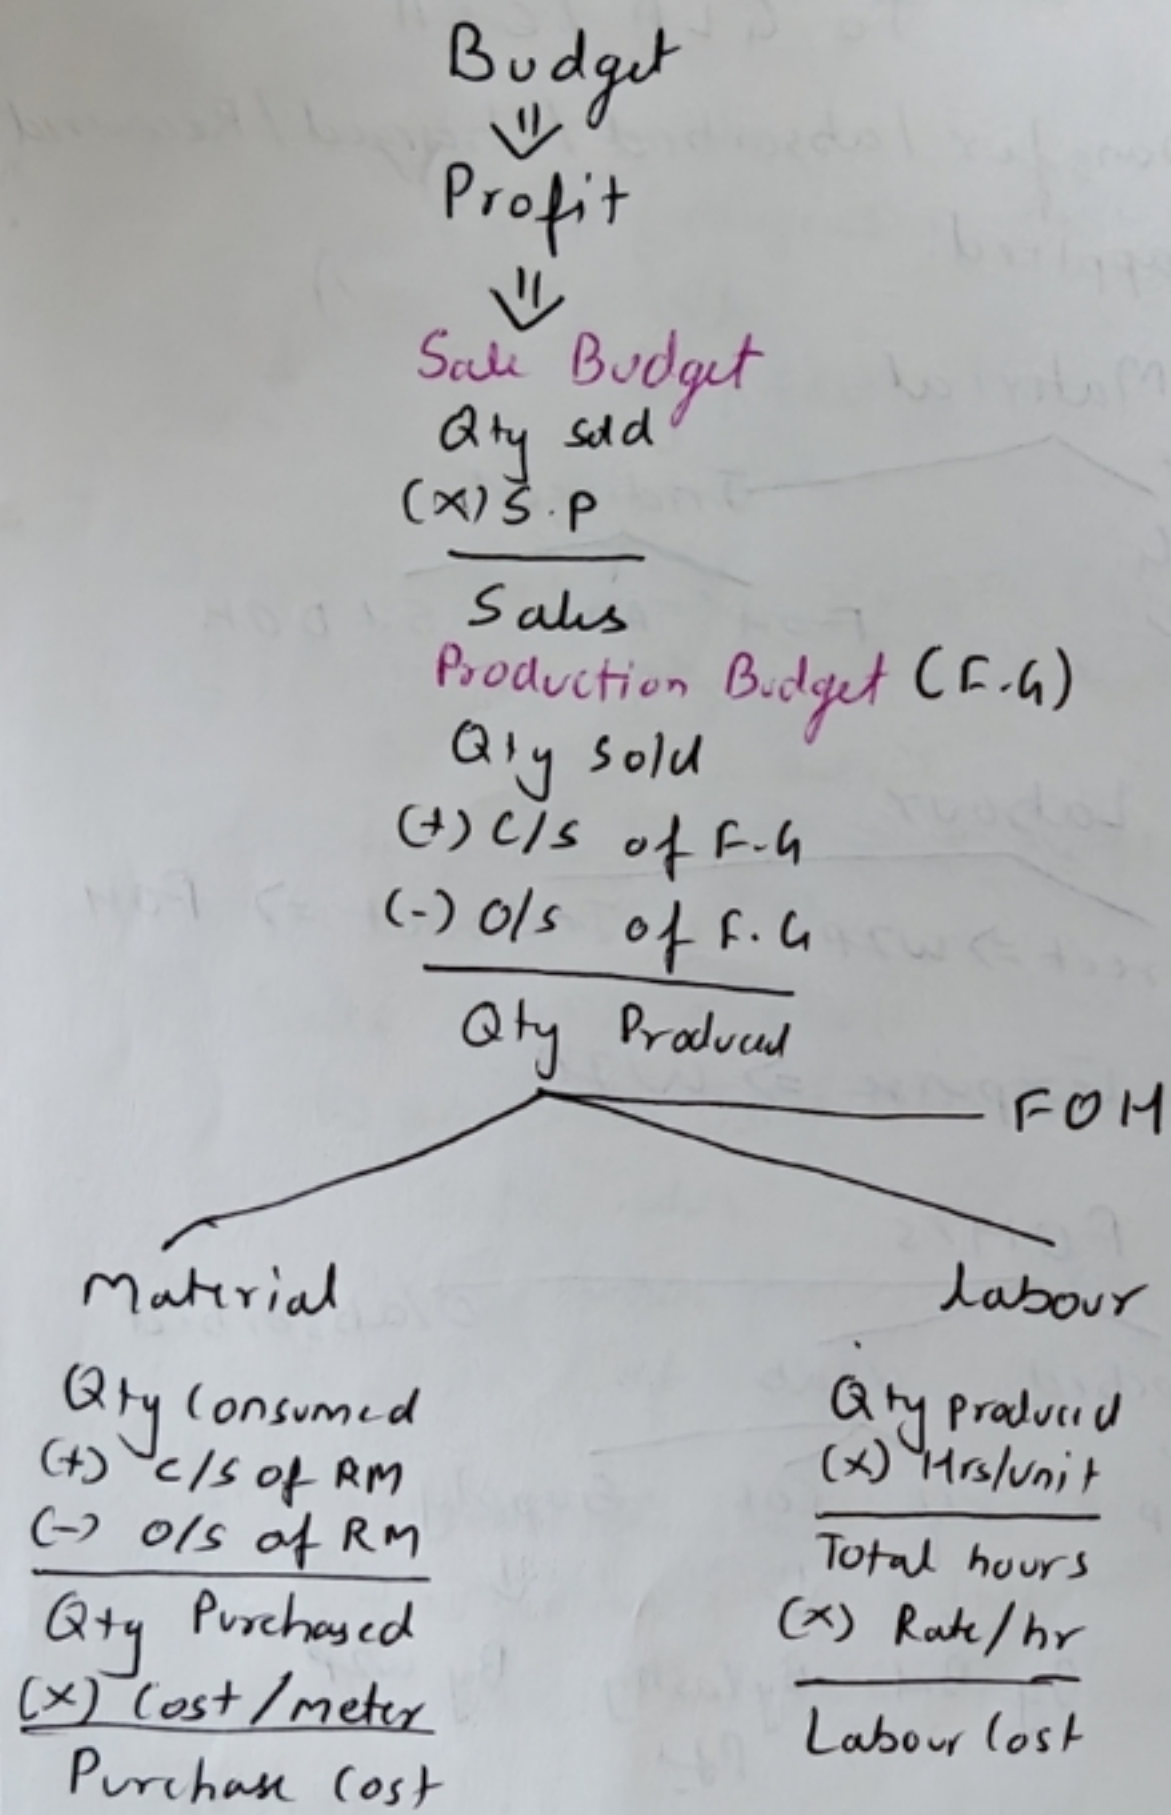 Budget
Profit
Sale Budget
Qty sold
(x) S.P
Sales
Production Budget (F.G)
Qty sold
(+) C/S of F.G
(-) O/S of F.G
Qty Produced
FOH
Material
Labour
Qty Consumed
(+) C/S of RM
(-) O/S of RM
Qty Purchased
(x) Cost/meter
Purchase Cost
Qty produced
(x) Hrs/unit
Total hours
(x) Rate/hr
Labour Cost